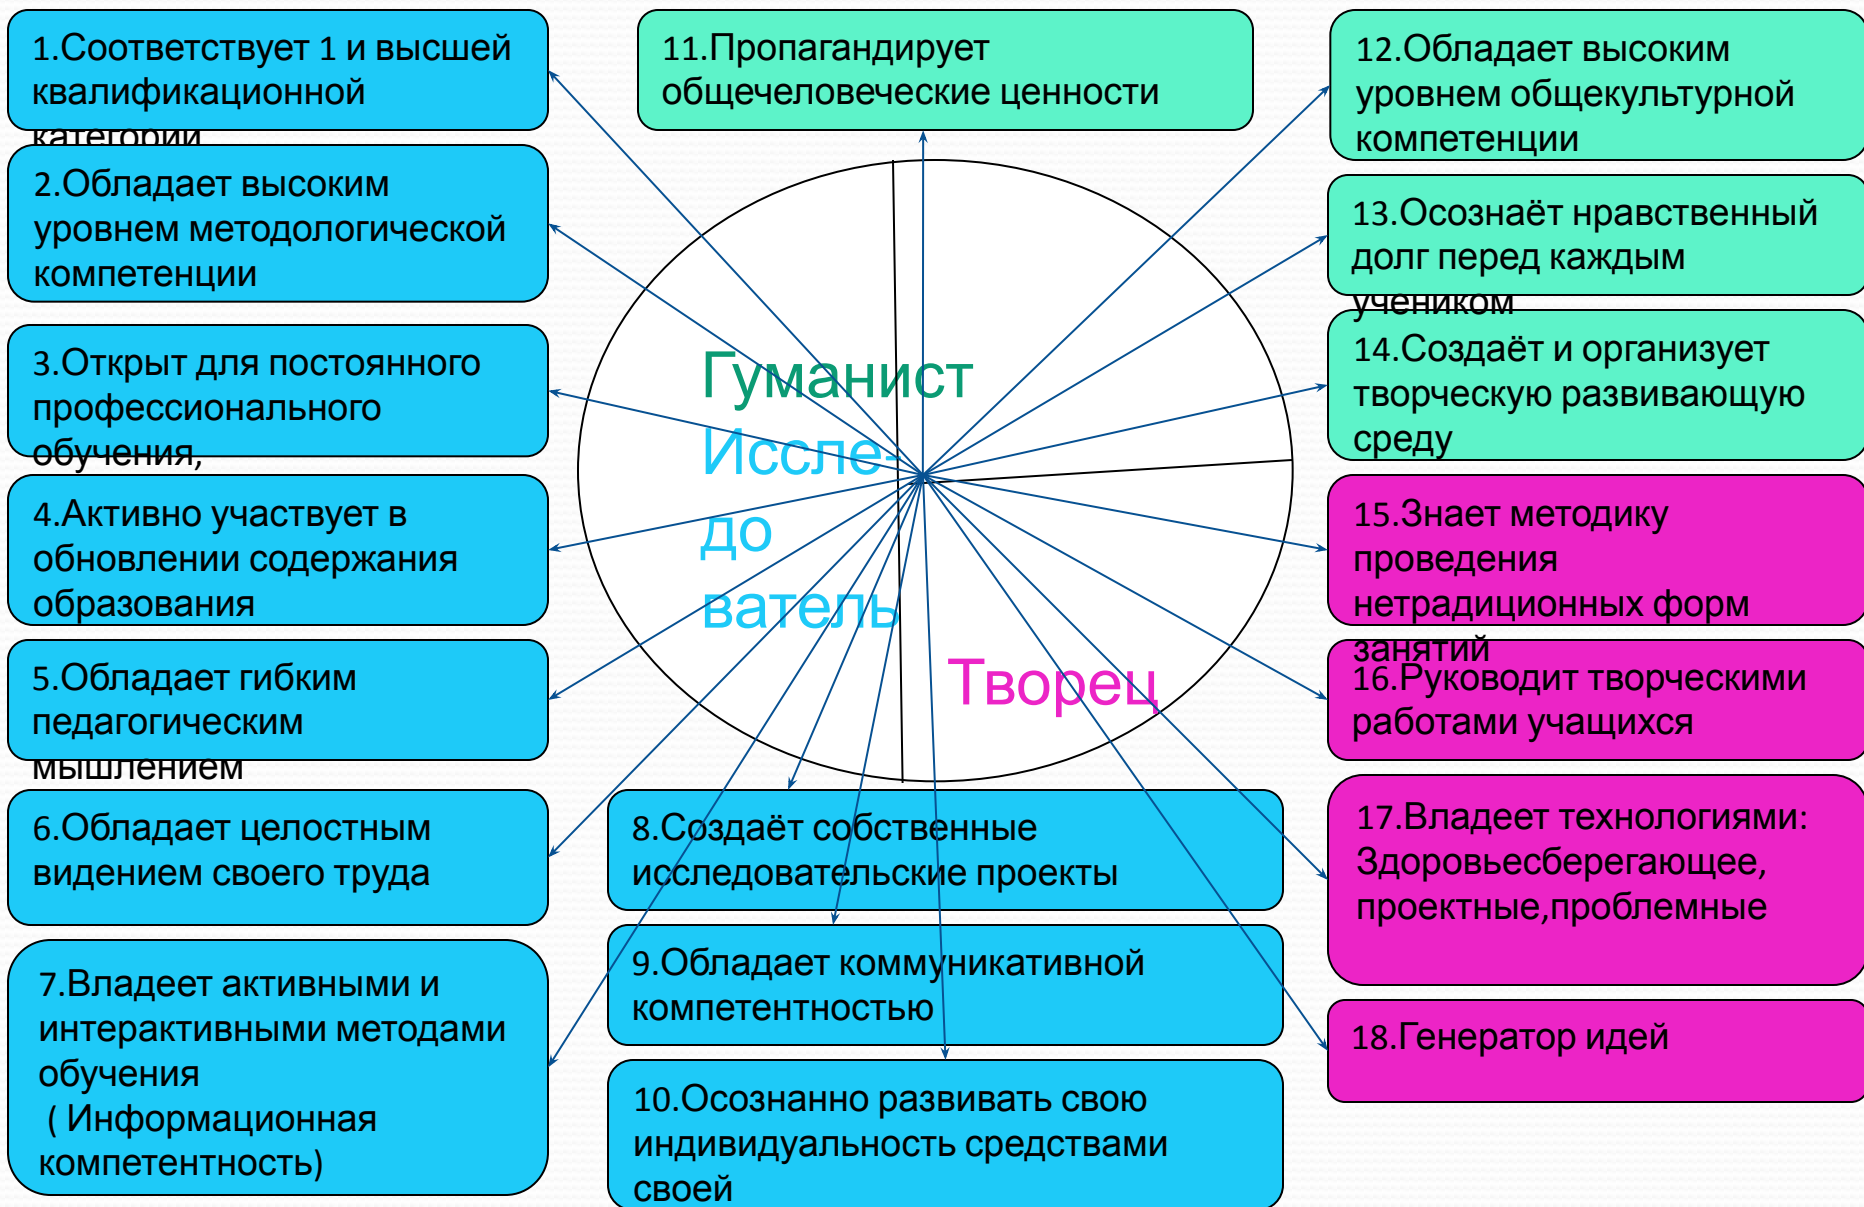 1.Соответствует 1 и высшей
квалификационной
категории
2.Обладает высоким
уровнем методологической
компетенции
3.Открыт для постоянного
профессионального
обучения,
4.Активно участвует в
обновлении содержания
образования
5.Обладает гибким
педагогическим
мышлением
6.Обладает целостным
видением своего труда
7.Владеет активными и
интерактивными методами
обучения
( Информационная
компетентность)
11.Пропагандирует
общечеловеческие ценности
Гуманист
Иссле-
до
ватель
Творец
8.Создаёт собственные
исследовательские проекты
9.Обладает коммуникативной
компетентностью
10.Осознанно развивать свою
индивидуальность средствами
своей
12.Обладает высоким
уровнем общекультурной
компетенции
13.Осознаёт нравственный
долг перед каждым
учеником
14.Создаёт и организует
творческую развивающую
среду
15.Знает методику
проведения
нетрадиционных форм
занятий
16.Руководит творческими
работами учащихся
17.Владеет технологиями:
Здоровьесберегающее,
проектные,проблемные
18.Генератор идей